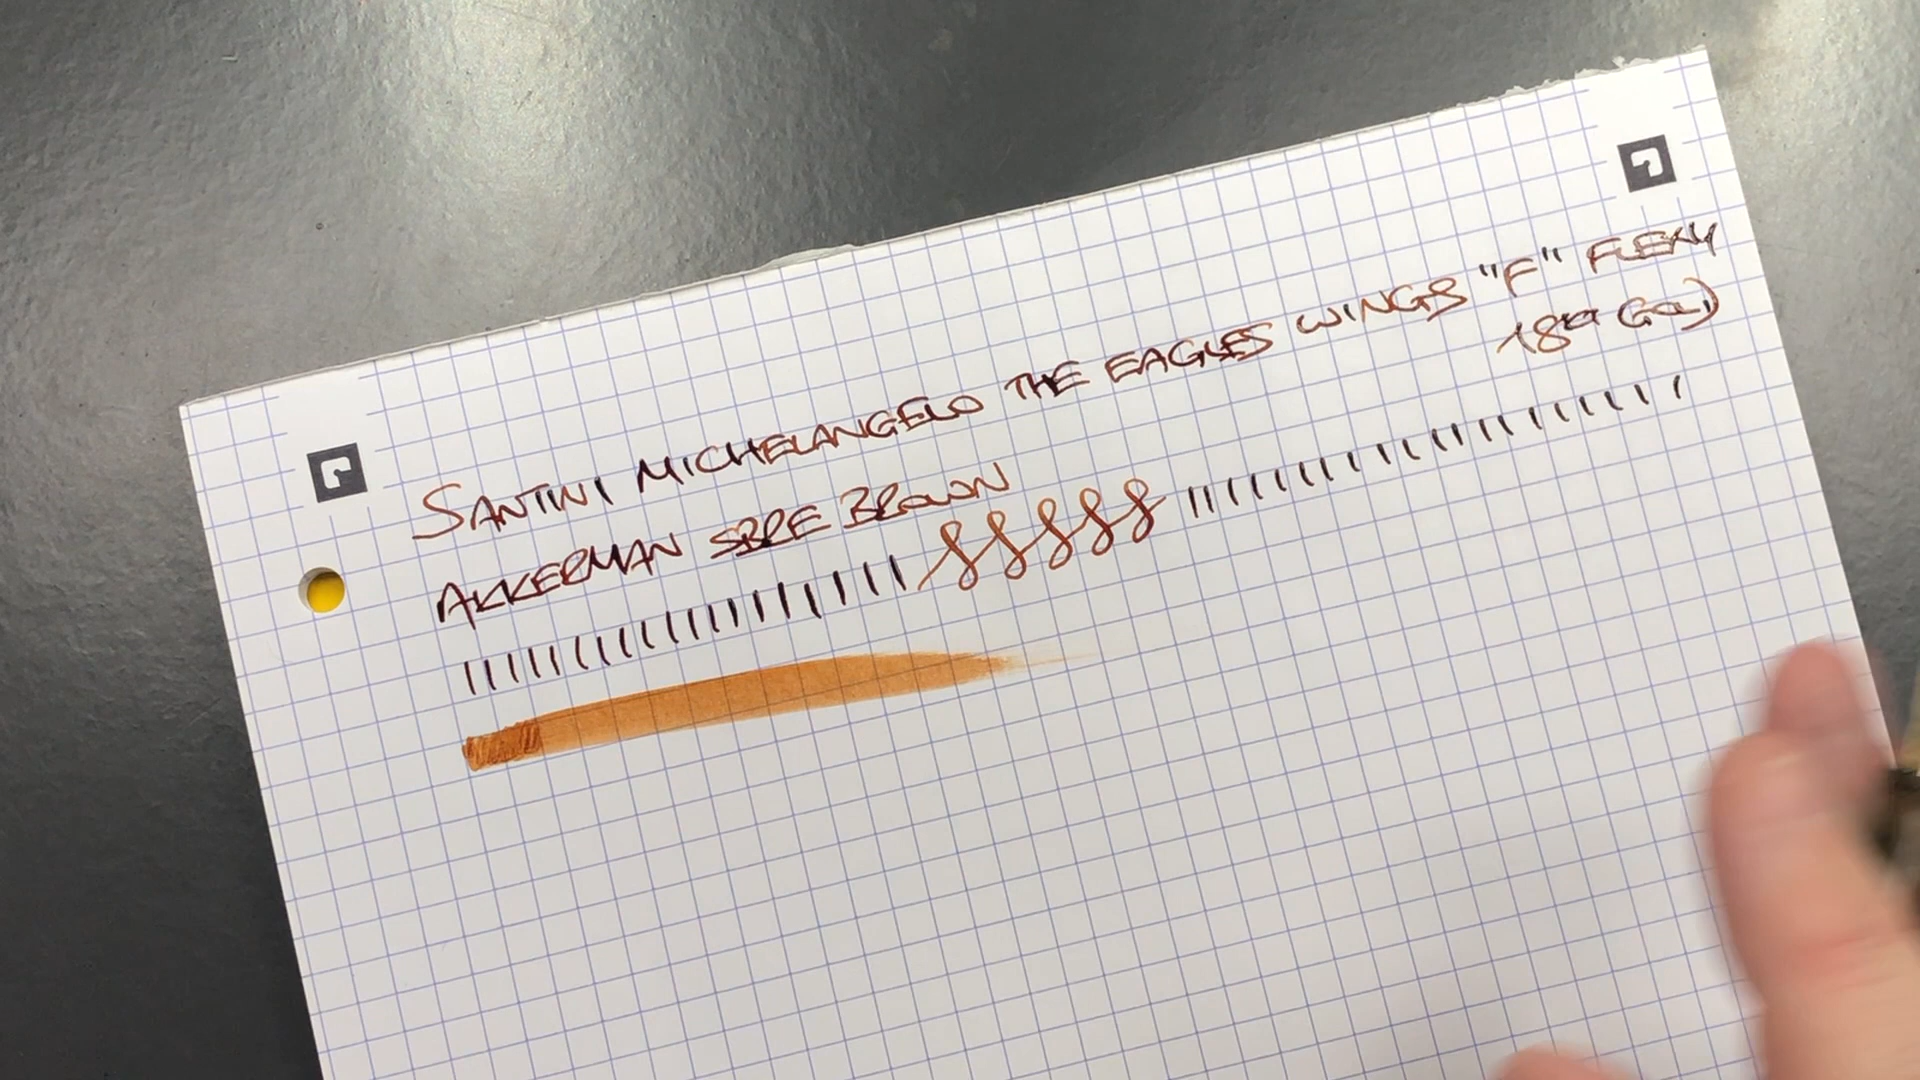 SANTINI MICHELANGELO THE EAGLES WINGS "F" FLEXY
18kt GOLD
AKKERMAN SBRE BROWN